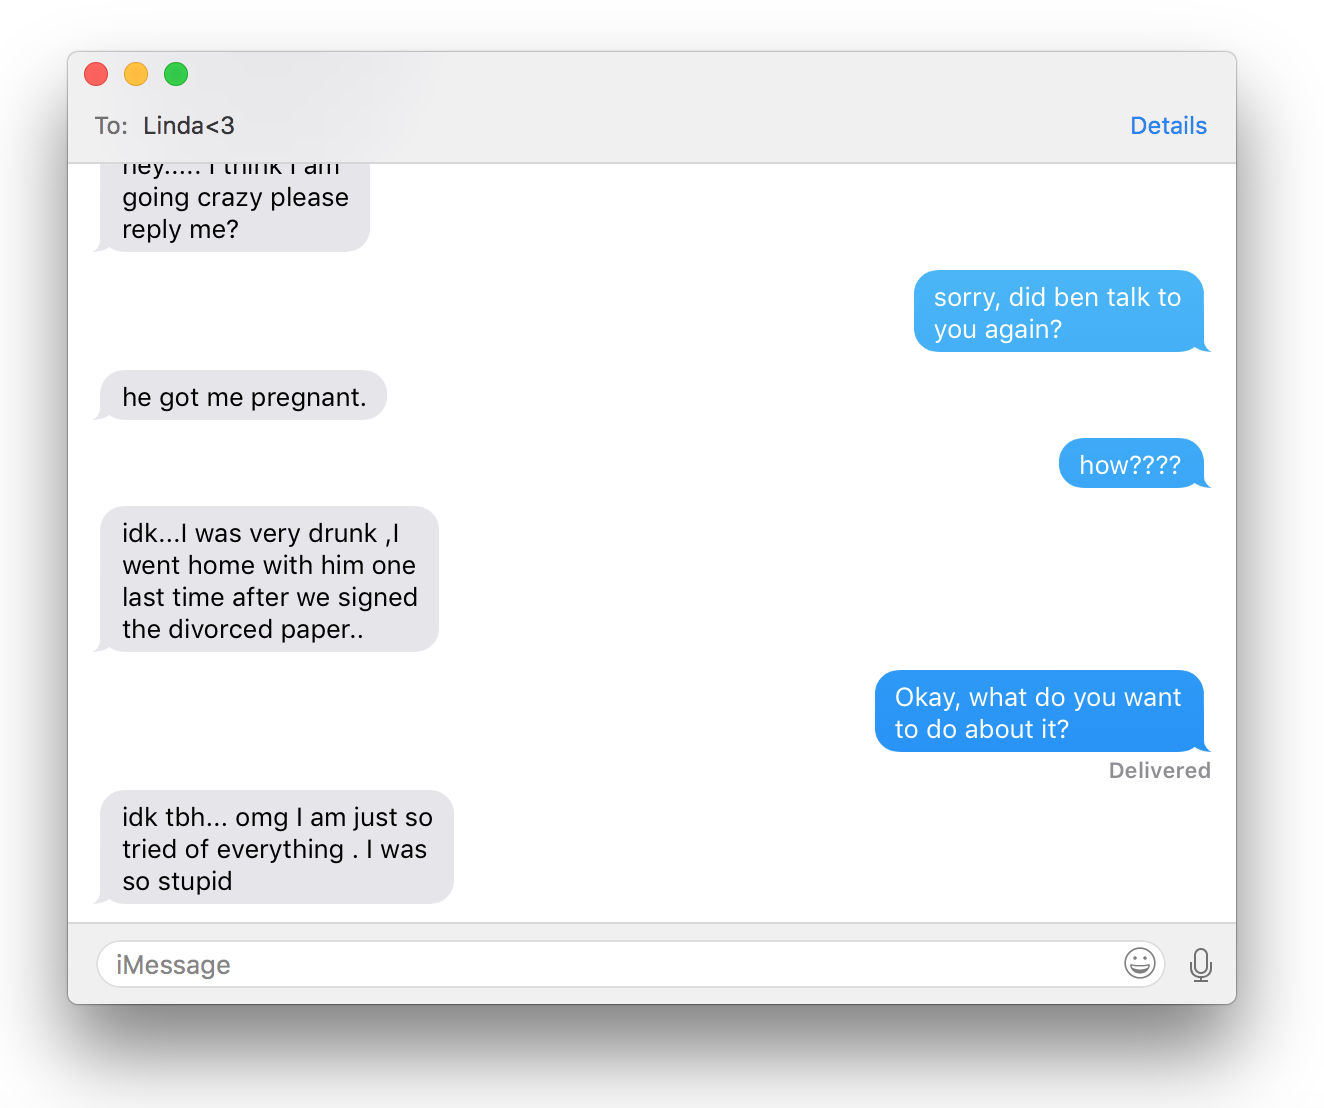 To: Linda<3
Details
hey..... I think I am
going crazy please
reply me?
sorry, did ben talk to
you again?
he got me pregnant.
how????
idk...I was very drunk ,I
went home with him one
last time after we signed
the divorced paper..
Okay, what do you want
to do about it?
Delivered
idk tbh... omg I am just so
tried of everything . I was
so stupid
iMessage